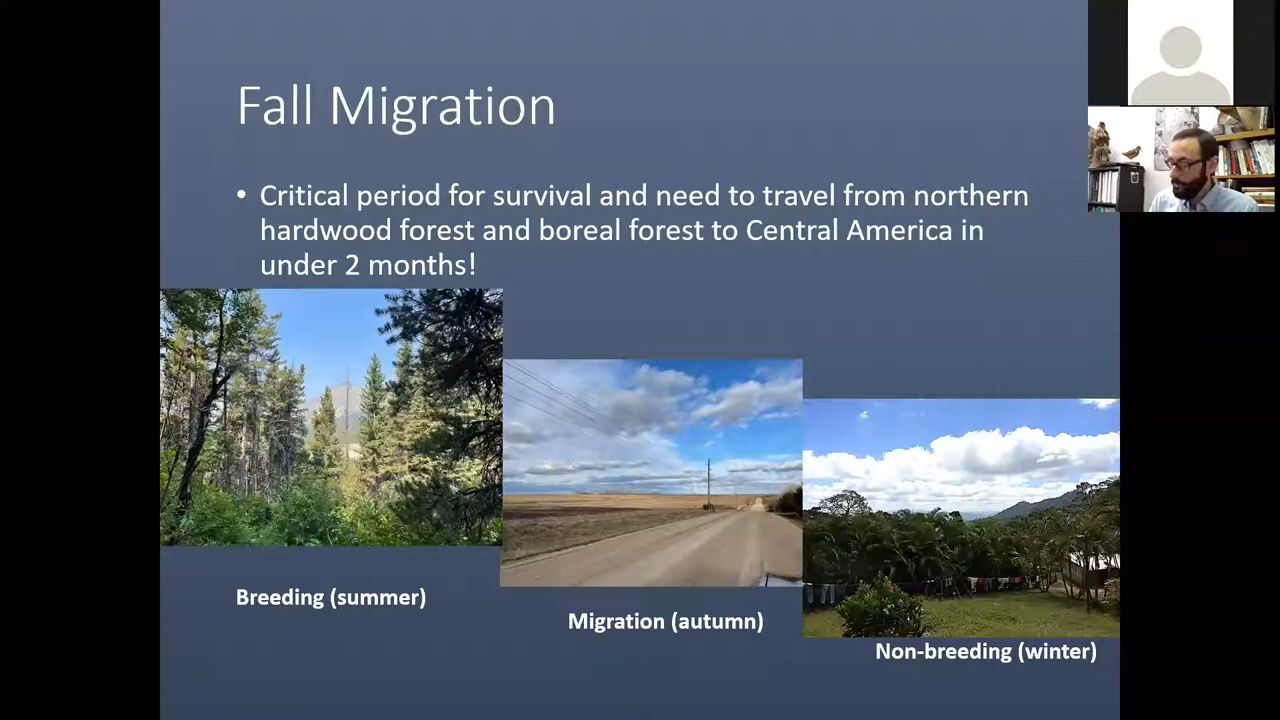 Fall Migration
• Critical period for survival and need to travel from northern
hardwood forest and boreal forest to Central America in
under 2 months!
Breeding (summer)
Migration (autumn)
Non-breeding (winter)